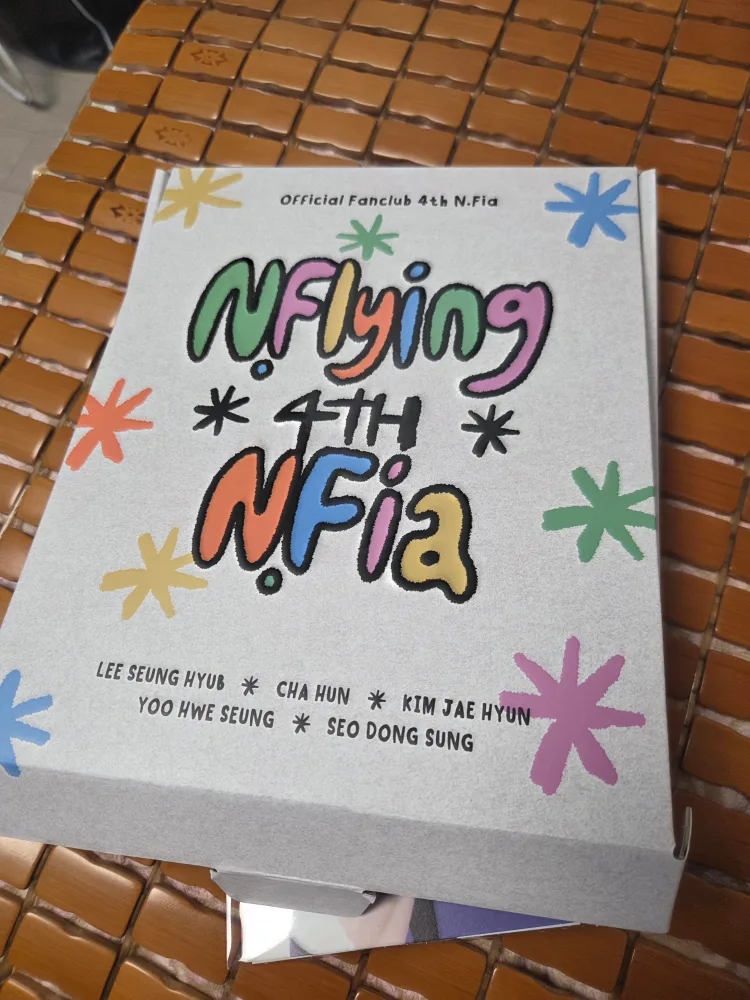 Official Fanclub 4th N.Fia
N.Flying
4TH
N.Fia
LEE SEUNG HYUB * CHA HUN * KIM JAE HYUN
YOO HWE SEUNG * SEO DONG SUNG